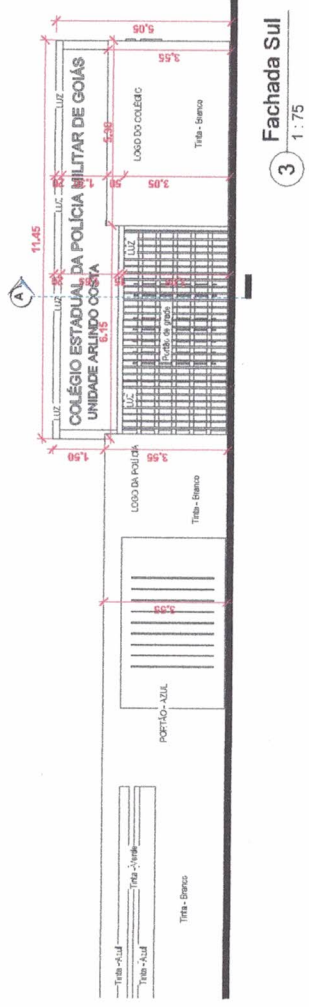 11,45
A
LUZ
LUZ
LUZ
LUZ
COLÉGIO ESTADUAL DA POLÍCIA MILITAR DE GOIÁS
UNIDADE ARLINDO COSTA
1,50
5,05
6,15
5,30
3,55
LOGO DA POLÍCIA
LUZ
LUZ
50
LOGO DO COLÉGIO
3,55
3,05
Portão de grade
3,55
Tinta - Azul
Tinta - Verde
Tinta - Azul
PORTÃO - AZUL
Tinta - Branco
Tinta - Branco
Tinta - Branco
3 Fachada Sul
1 : 75